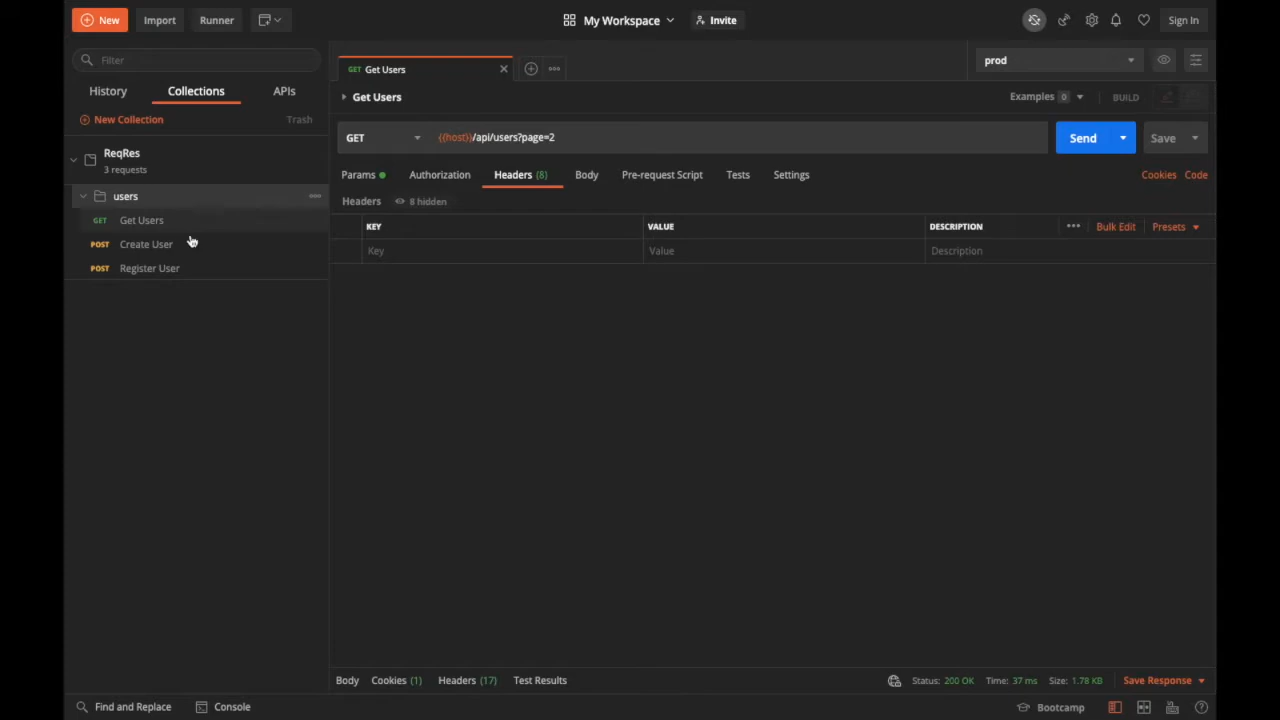 New
Import
Runner
My Workspace
Invite
Sign In
Filter
GET Get Users
prod
History
Collections
APIs
Get Users
Examples 0
BUILD
New Collection
Trash
GET
{{host}}/api/users?page=2
Send
Save
ReqRes
3 requests
Params
Authorization
Headers (8)
Body
Pre-request Script
Tests
Settings
Cookies
Code
users
Headers
8 hidden
GET Get Users
KEY
VALUE
DESCRIPTION
Bulk Edit
Presets
POST Create User
Key
Value
Description
POST Register User
Body
Cookies (1)
Headers (17)
Test Results
Status: 200 OK
Time: 37 ms
Size: 1.78 KB
Save Response
Find and Replace
Console
Bootcamp